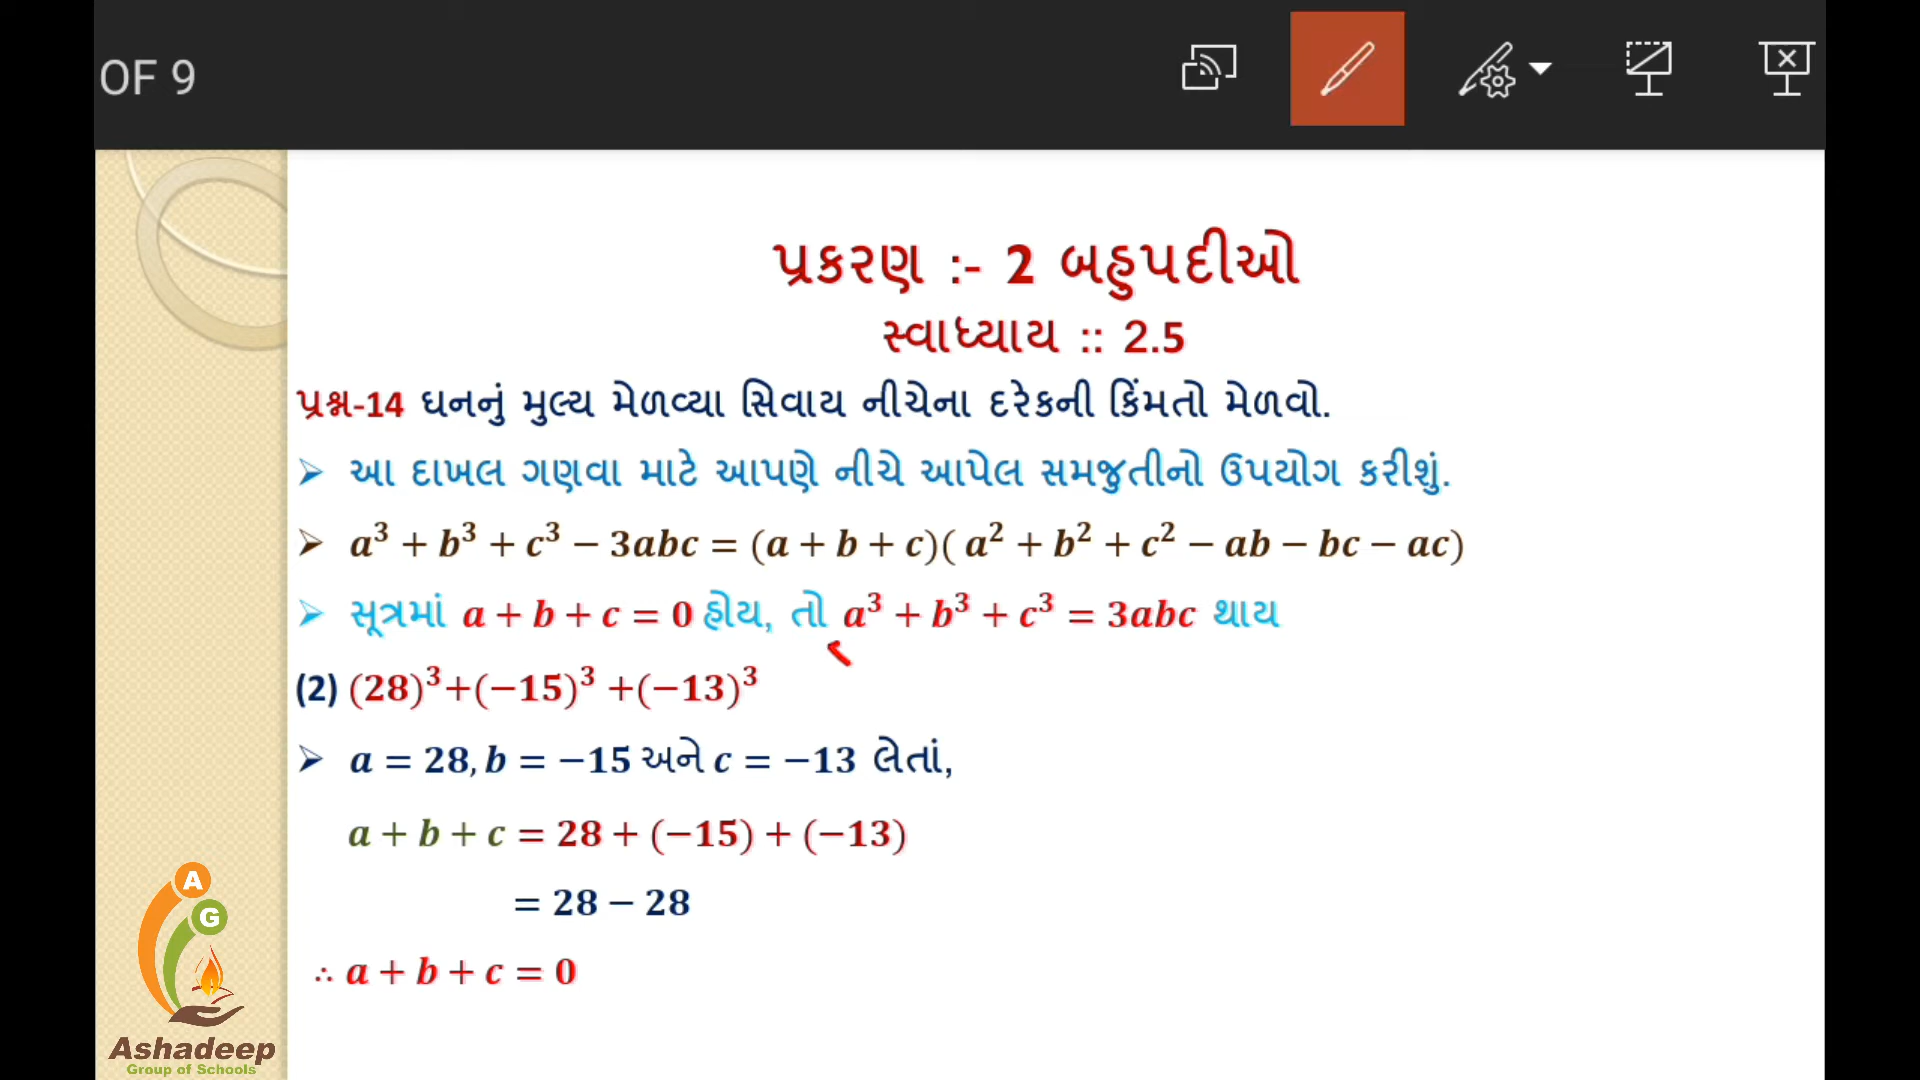 OF 9
પ્રકરણ :- 2 બહુપદીઓ
સ્વાધ્યાય :: 2.5
પ્રશ્ન-14 ઘનનું મુલ્ય મેળવ્યા સિવાય નીચેના દરેકની કિંમતો મેળવો.
➢ આ દાખલ ગણવા માટે આપણે નીચે આપેલ સમજુતીનો ઉપયોગ કરીશું.
➢ a³ + b³ + c³ − 3abc = (a + b + c)( a² + b² + c² − ab − bc − ac)
➢ સૂત્રમાં a + b + c = 0 હોય, તો a³ + b³ + c³ = 3abc થાય
(2) (28)³+(−15)³ +(−13)³
➢ a = 28, b = −15 અને c = −13 લેતાં,
a + b + c = 28 + (−15) + (−13)
= 28 − 28
∴ a + b + c = 0
A
G
Ashadeep
Group of Schools